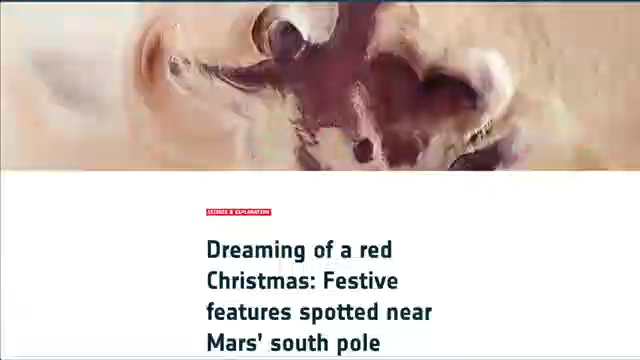 SCIENCE & EXPLORATION
Dreaming of a red
Christmas: Festive
features spotted near
Mars' south pole